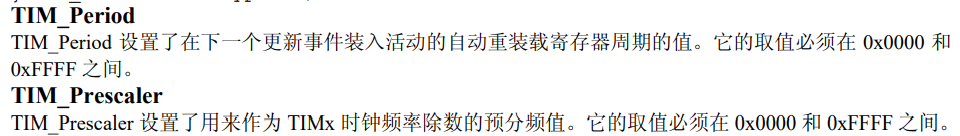 TIM_Period
TIM_Period 设置了在下一个更新事件装入活动的自动重装载寄存器周期的值。它的取值必须在 0x0000 和
0xFFFF 之间。
TIM_Prescaler
TIM_Prescaler 设置了用来作为 TIMx 时钟频率除数的预分频值。它的取值必须在 0x0000 和 0xFFFF 之间。